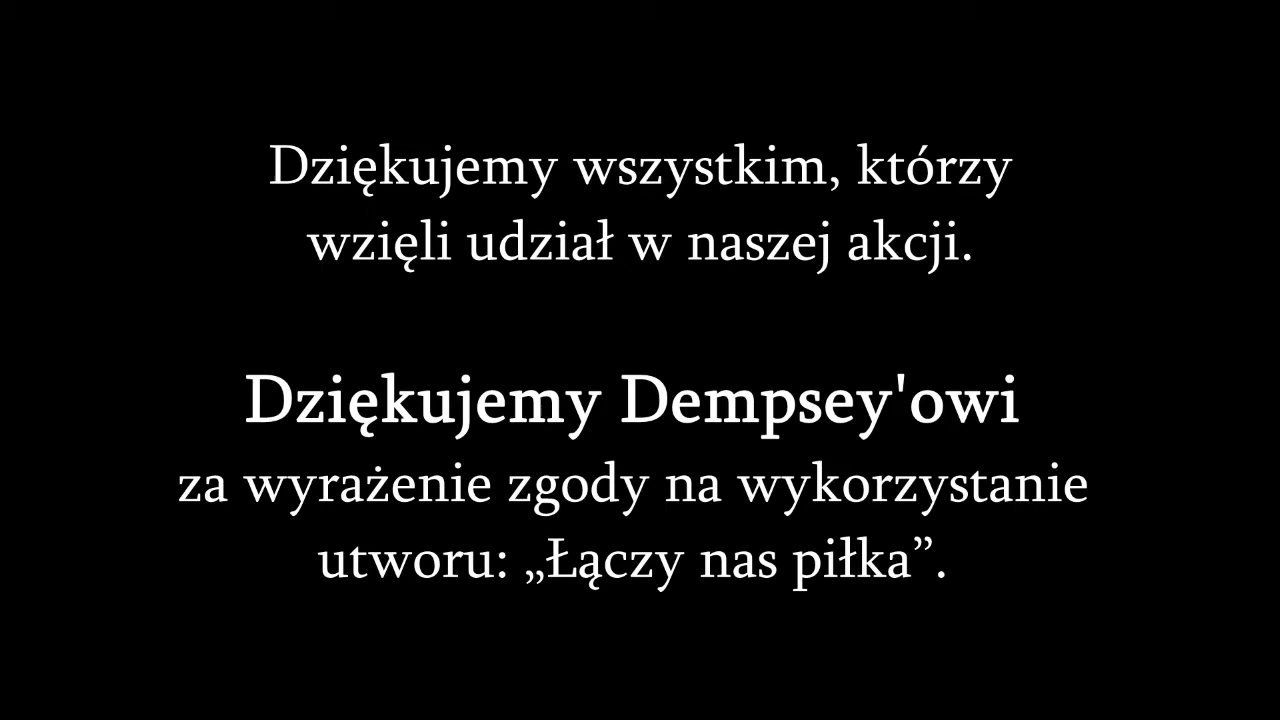 Dziękujemy wszystkim, którzy
wzięli udział w naszej akcji.
Dziękujemy Dempsey'owi
za wyrażenie zgody na wykorzystanie
utworu: „Łączy nas piłka”.